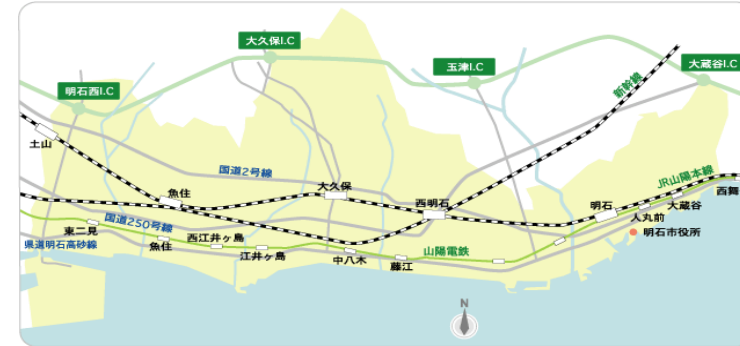 大久保I.C
玉津I.C
大蔵谷I.C
明石西I.C
新幹線
土山
国道2号線
JR山陽本線
魚住
大久保
西明石
明石
人丸前
大蔵谷
西舞
国道250号線
東二見
魚住
西江井ヶ島
江井ヶ島
中八木
藤江
山陽電鉄
明石市役所
県道明石高砂線
N